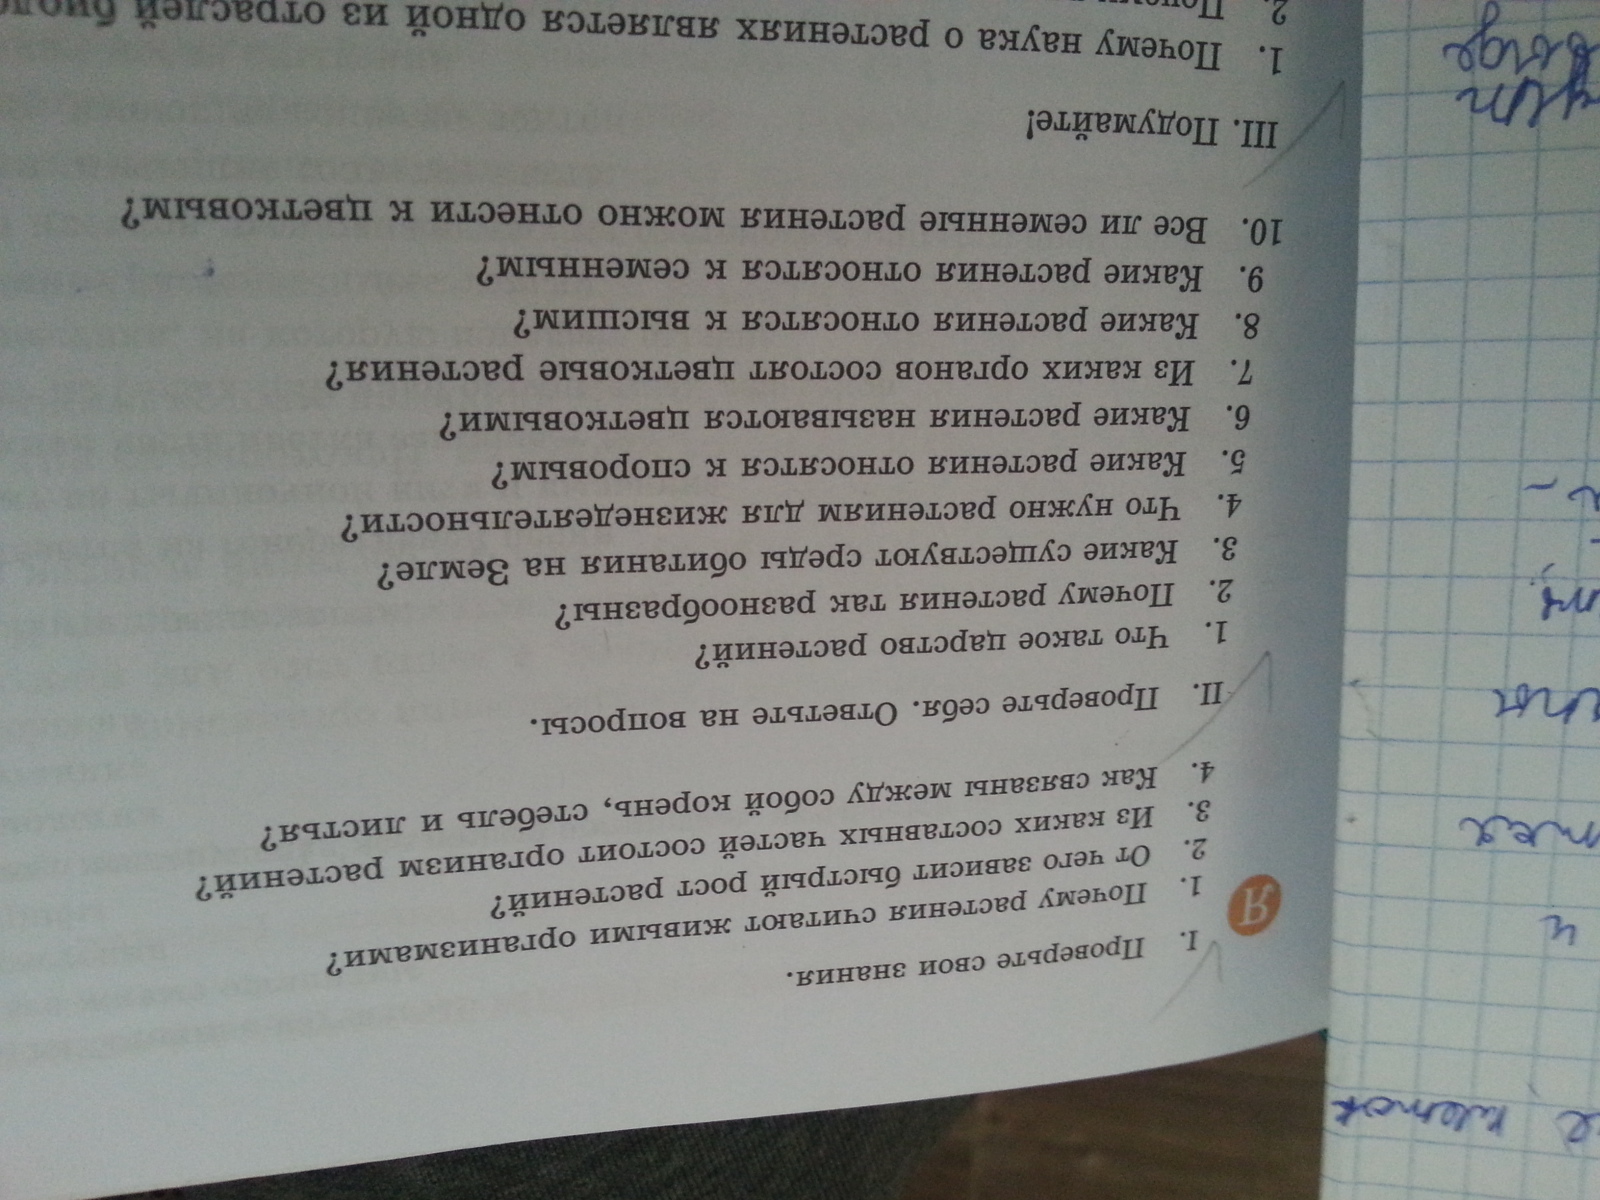 Я
I. Проверьте свои знания.
1. Почему растения считают живыми организмами?
2. От чего зависит быстрый рост растений?
3. Из каких составных частей состоит организм растений?
4. Как связаны между собой корень, стебель и листья?
II. Проверьте себя. Ответьте на вопросы.
1. Что такое царство растений?
2. Почему растения так разнообразны?
3. Какие существуют среды обитания на Земле?
4. Что нужно растениям для жизнедеятельности?
5. Какие растения относятся к споровым?
6. Какие растения называются цветковыми?
7. Из каких органов состоят цветковые растения?
8. Какие растения относятся к высшим?
9. Какие растения относятся к семенным?
10. Все ли семенные растения можно отнести к цветковым?
III. Подумайте!
1. Почему наука о растениях является одной из отраслей
2.